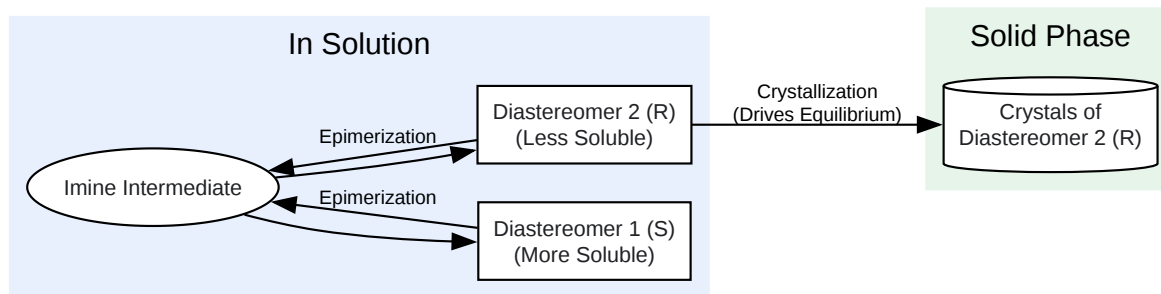 In Solution
Solid Phase
Crystallization
(Drives Equilibrium)
Diastereomer 2 (R)
(Less Soluble)
Crystals of
Diastereomer 2 (R)
Epimerization
Imine Intermediate
Epimerization
Diastereomer 1 (S)
(More Soluble)